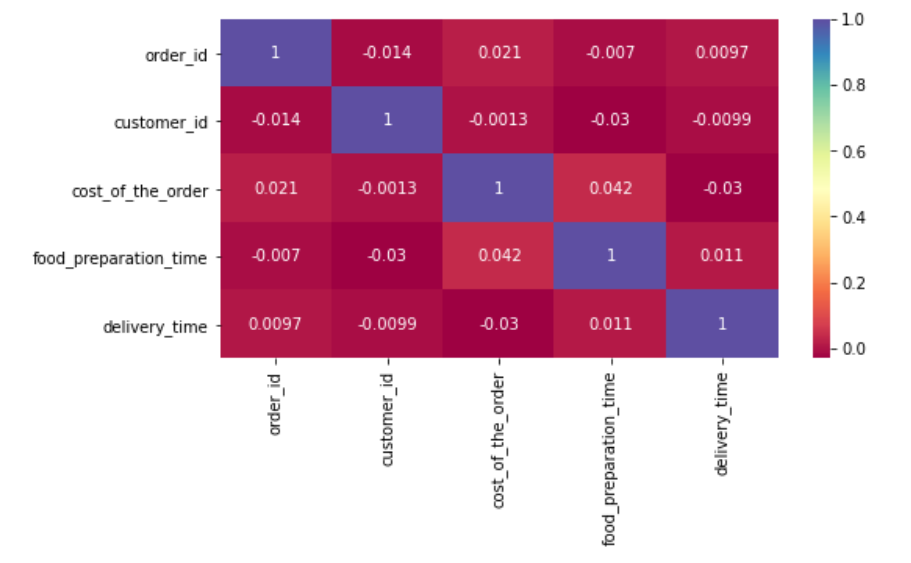 order_id 1 -0.014 0.021 -0.007 0.0097
customer_id -0.014 1 -0.0013 -0.03 -0.0099
cost_of_the_order 0.021 -0.0013 1 0.042 -0.03
food_preparation_time -0.007 -0.03 0.042 1 0.011
delivery_time 0.0097 -0.0099 -0.03 0.011 1
order_id
customer_id
cost_of_the_order
food_preparation_time
delivery_time
1.0
0.8
0.6
0.4
0.2
0.0